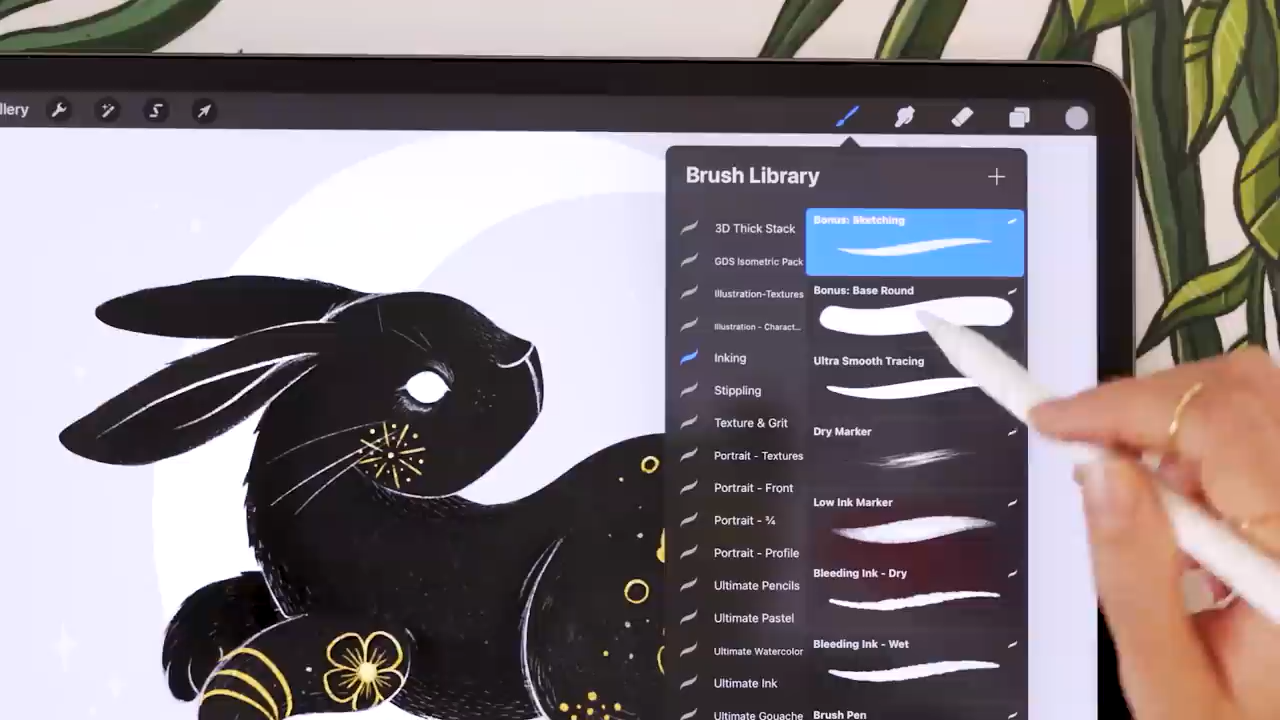 llery
Brush Library
3D Thick Stack
GDS Isometric Pack
Illustration-Textures
Illustration - Charact...
Inking
Stippling
Texture & Grit
Portrait - Textures
Portrait - Front
Portrait - ¾
Portrait - Profile
Ultimate Pencils
Ultimate Pastel
Ultimate Watercolor
Ultimate Ink
Ultimate Gouache
Bonus: Sketching
Bonus: Base Round
Ultra Smooth Tracing
Dry Marker
Low Ink Marker
Bleeding Ink - Dry
Bleeding Ink - Wet
Brush Pen